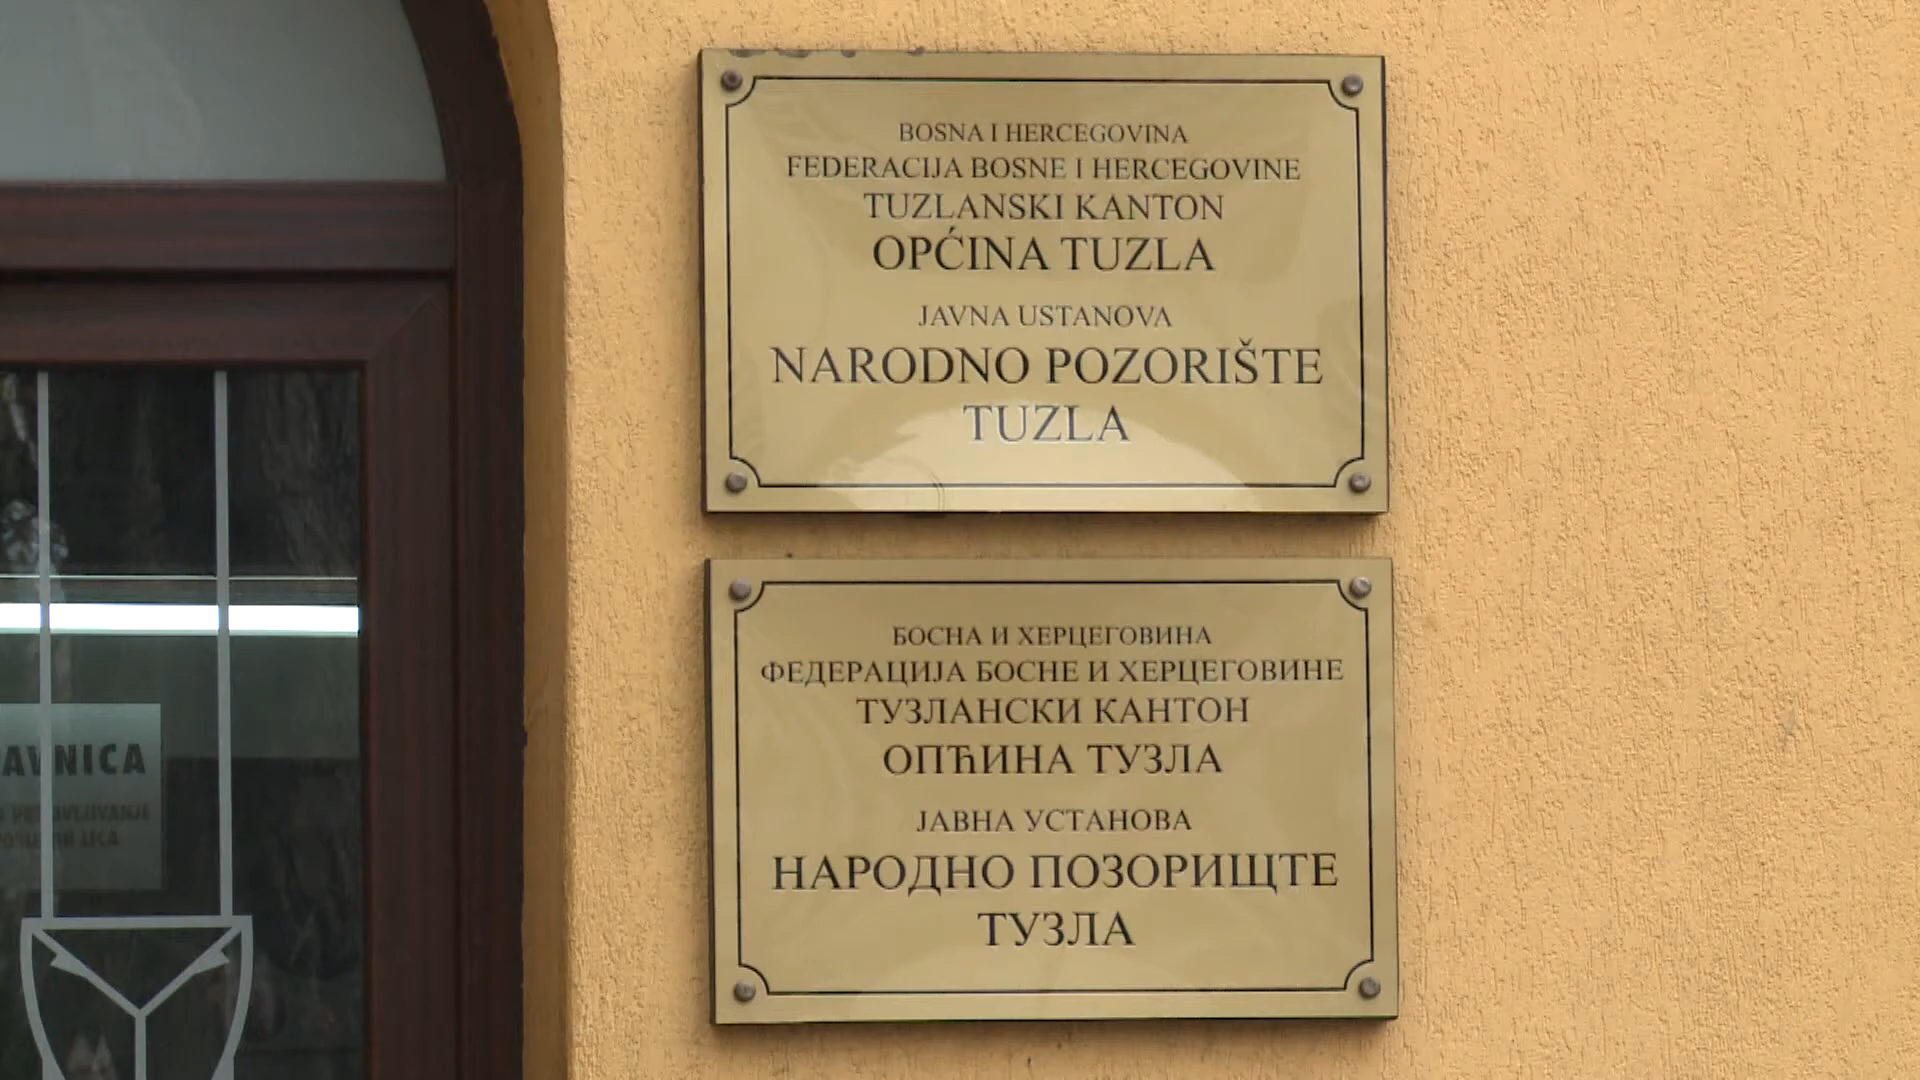 BOSNA I HERCEGOVINA
FEDERACIJA BOSNE I HERCEGOVINE
TUZLANSKI KANTON
OPĆINA TUZLA
JAVNA USTANOVA
NARODNO POZORIŠTE
TUZLA
БОСНА И ХЕРЦЕГОВИНА
ФЕДЕРАЦИЈА БОСНЕ И ХЕРЦЕГОВИНЕ
ТУЗЛАНСКИ КАНТОН
ОПЋИНА ТУЗЛА
ЈАВНА УСТАНОВА
НАРОДНО ПОЗОРИЩТЕ
ТУЗЛА
AVNICA